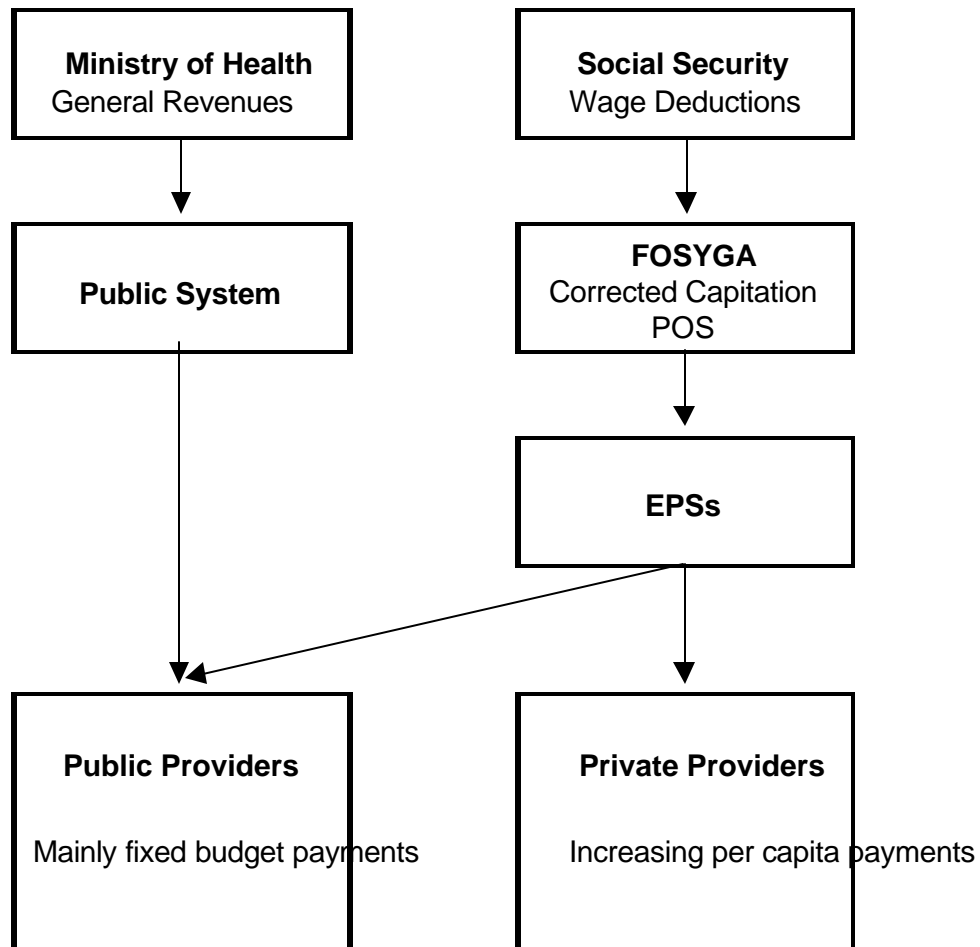 Ministry of Health
General Revenues
Social Security
Wage Deductions
Public System
FOSYGA
Corrected Capitation
POS
EPSs
Public Providers
Mainly fixed budget payments
Private Providers
Increasing per capita payments